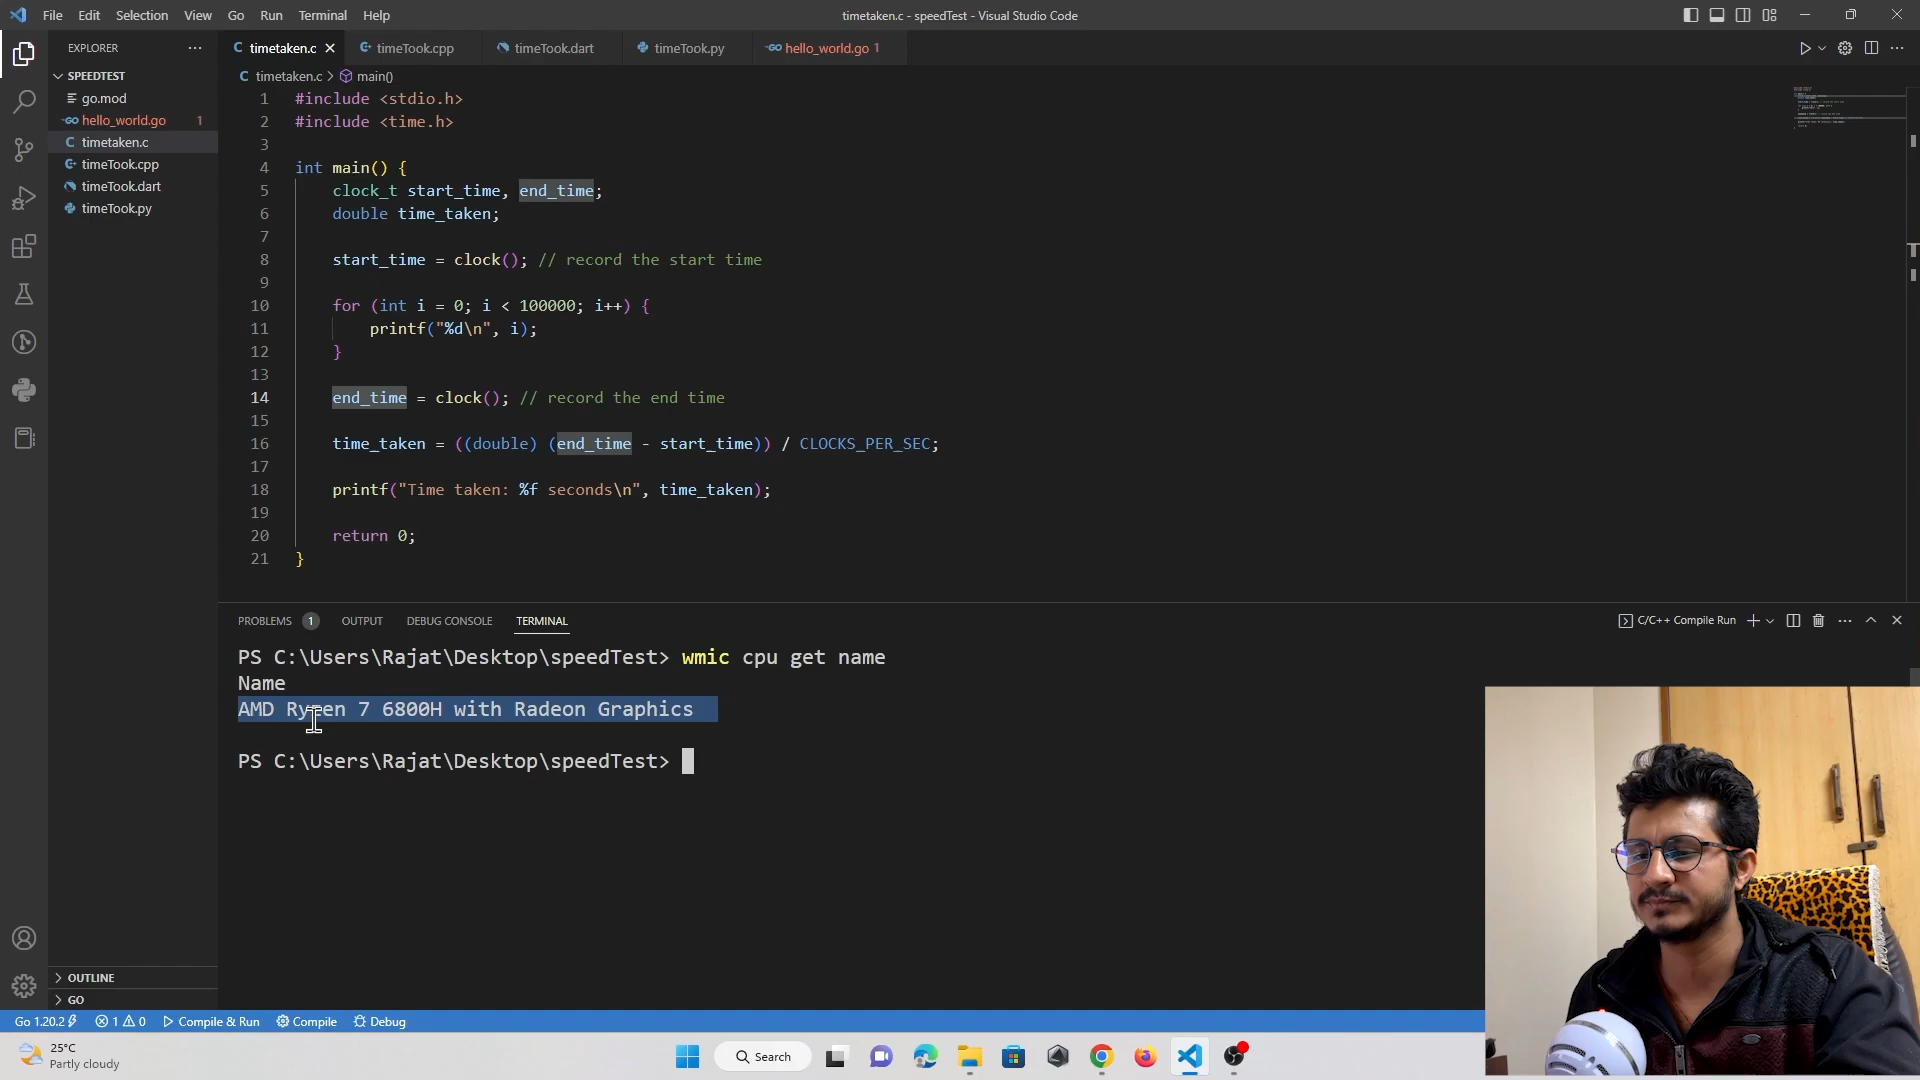 File Edit Selection View Go Run Terminal Help
timetaken.c - speedTest - Visual Studio Code
EXPLORER
SPEEDTEST
go.mod
hello_world.go 1
timetaken.c
timeTook.cpp
timeTook.dart
timeTook.py
OUTLINE
GO
timetaken.c
timeTook.cpp
timeTook.dart
timeTook.py
hello_world.go 1
timetaken.c > main()
1 #include <stdio.h>
2 #include <time.h>
3
4 int main() {
5 clock_t start_time, end_time;
6 double time_taken;
7
8 start_time = clock(); // record the start time
9
10 for (int i = 0; i < 100000; i++) {
11 printf("%d\n", i);
12 }
13
14 end_time = clock(); // record the end time
15
16 time_taken = ((double) (end_time - start_time)) / CLOCKS_PER_SEC;
17
18 printf("Time taken: %f seconds\n", time_taken);
19
20 return 0;
21 }
PROBLEMS 1 OUTPUT DEBUG CONSOLE TERMINAL
C/C++ Compile Run
PS C:\Users\Rajat\Desktop\speedTest> wmic cpu get name
Name
AMD Ryzen 7 6800H with Radeon Graphics
PS C:\Users\Rajat\Desktop\speedTest>
Go 1.20.2 1 0 Compile & Run Compile Debug
25°C
Partly cloudy
Search